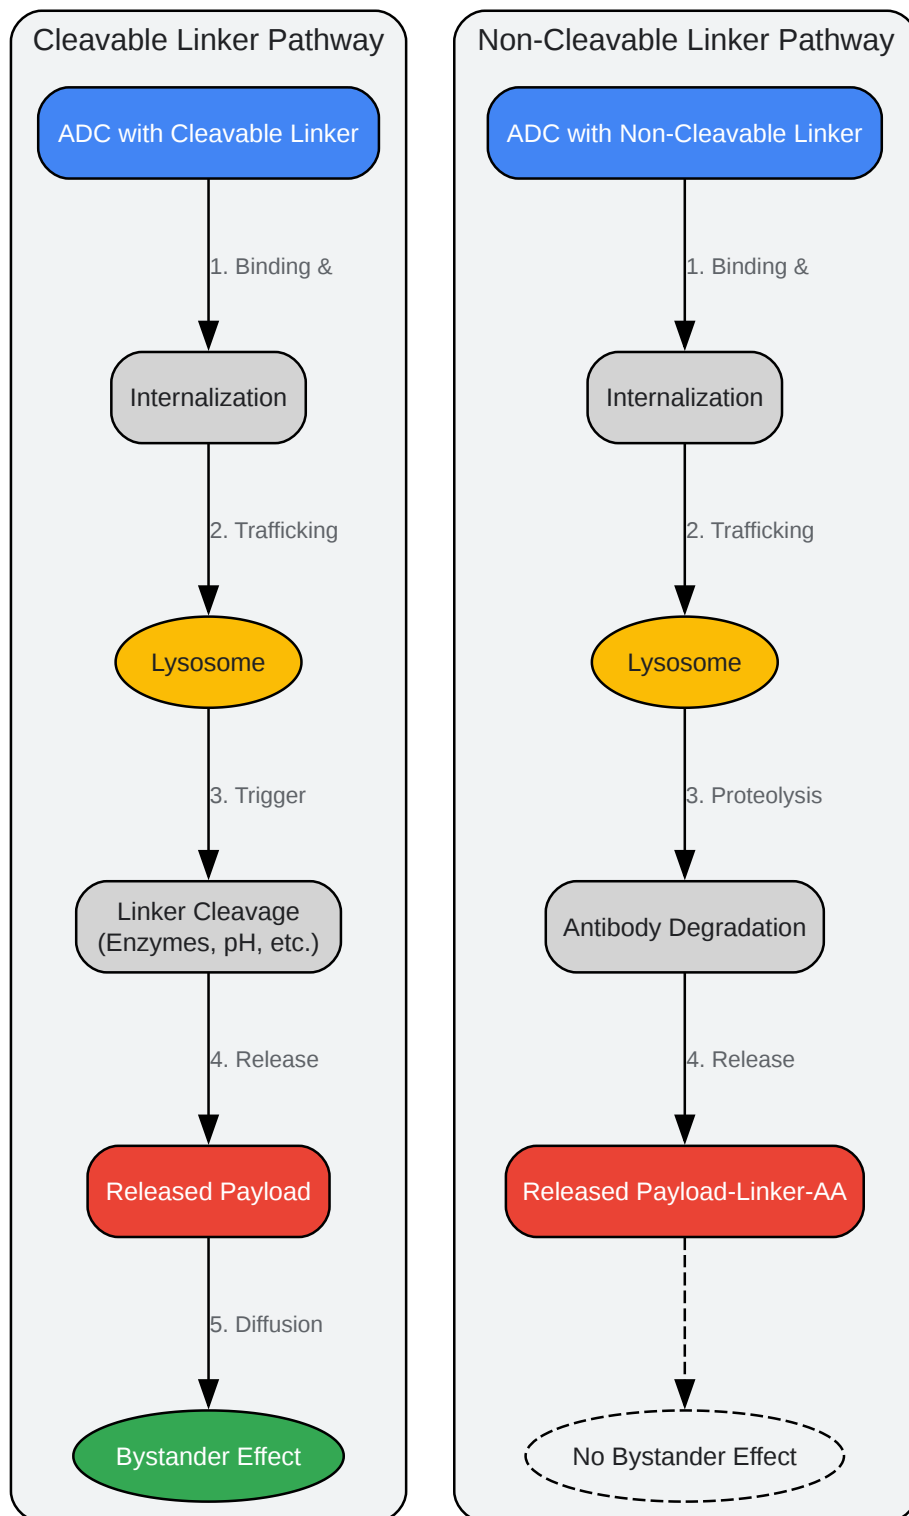 Cleavable Linker Pathway
ADC with Cleavable Linker
1. Binding &
Internalization
2. Trafficking
Lysosome
3. Trigger
Linker Cleavage
(Enzymes, pH, etc.)
4. Release
Released Payload
5. Diffusion
Bystander Effect
Non-Cleavable Linker Pathway
ADC with Non-Cleavable Linker
1. Binding &
Internalization
2. Trafficking
Lysosome
3. Proteolysis
Antibody Degradation
4. Release
Released Payload-Linker-AA
No Bystander Effect